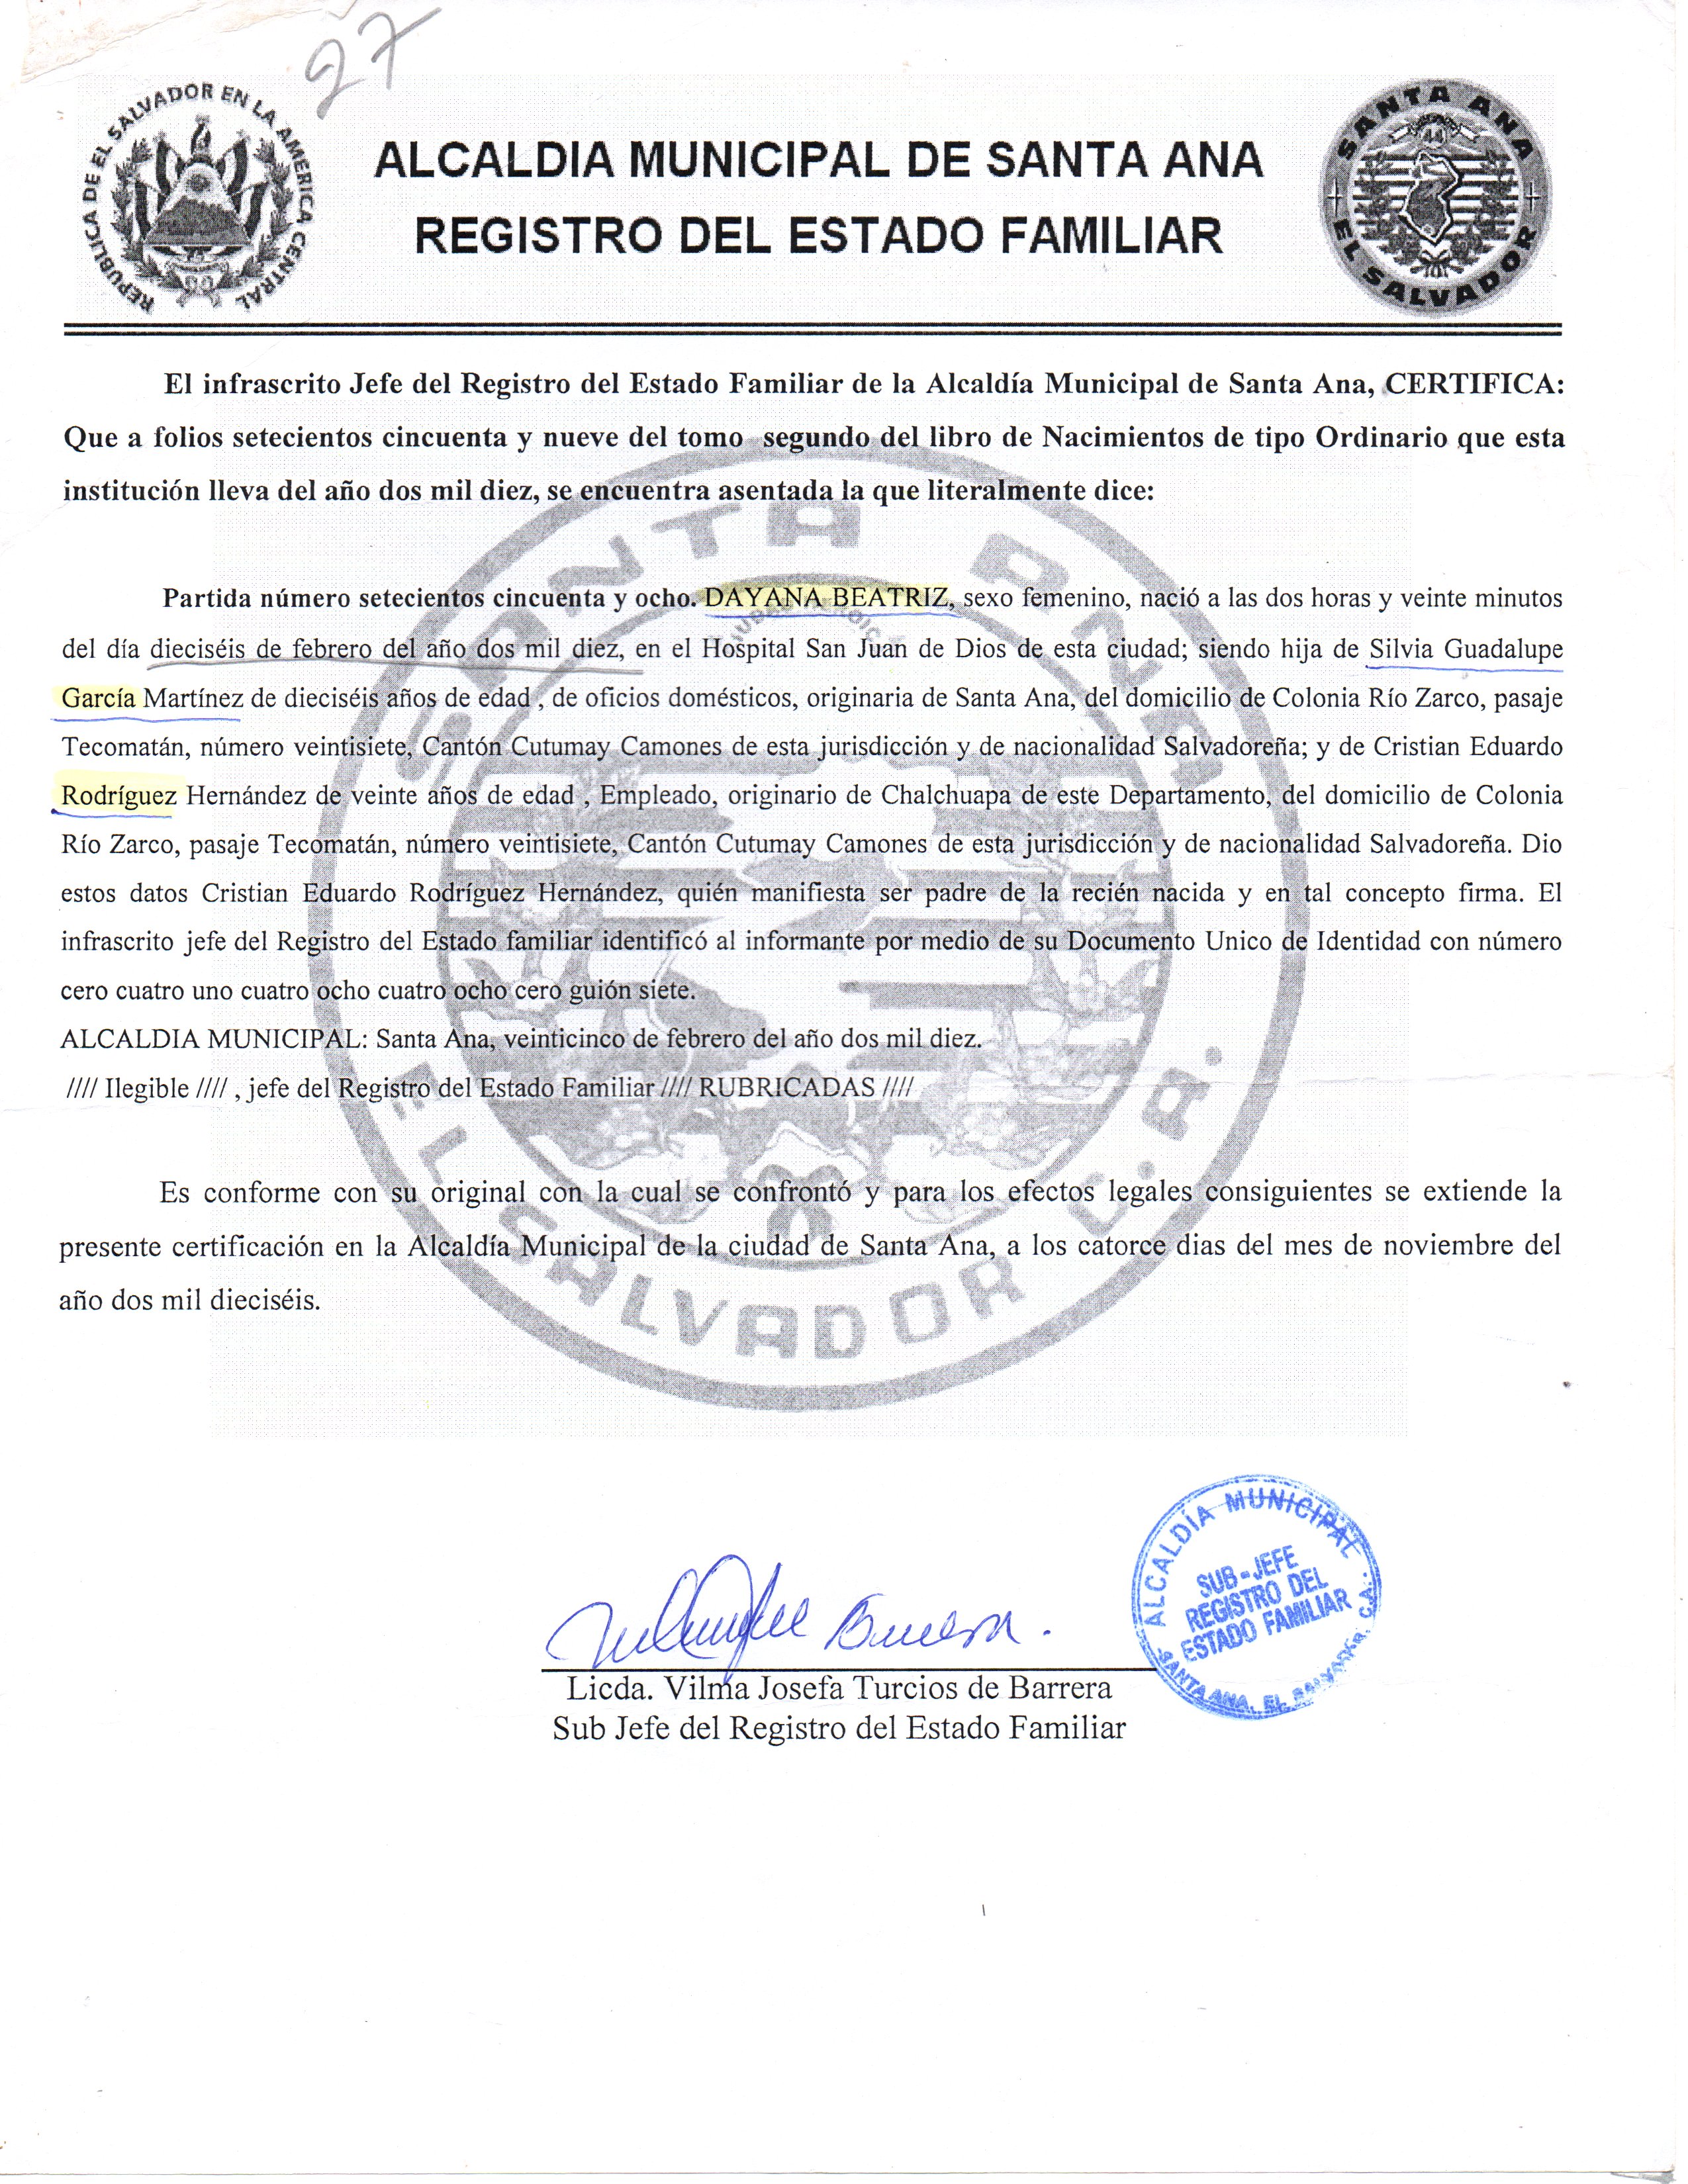 27
REPUBLICA DE EL SALVADOR EN LA AMERICA CENTRAL
ALCALDIA MUNICIPAL DE SANTA ANA
REGISTRO DEL ESTADO FAMILIAR
SANTA ANA
EL SALVADOR
El infrascrito Jefe del Registro del Estado Familiar de la Alcaldía Municipal de Santa Ana, CERTIFICA:
Que a folios setecientos cincuenta y nueve del tomo segundo del libro de Nacimientos de tipo Ordinario que esta
institución lleva del año dos mil diez, se encuentra asentada la que literalmente dice:
Partida número setecientos cincuenta y ocho. DAYANA BEATRIZ, sexo femenino, nació a las dos horas y veinte minutos
del día dieciséis de febrero del año dos mil diez, en el Hospital San Juan de Dios de esta ciudad; siendo hija de Silvia Guadalupe
García Martínez de dieciséis años de edad , de oficios domésticos, originaria de Santa Ana, del domicilio de Colonia Río Zarco, pasaje
Tecomatán, número veintisiete, Cantón Cutumay Camones de esta jurisdicción y de nacionalidad Salvadoreña; y de Cristian Eduardo
Rodríguez Hernández de veinte años de edad , Empleado, originario de Chalchuapa de este Departamento, del domicilio de Colonia
Río Zarco, pasaje Tecomatán, número veintisiete, Cantón Cutumay Camones de esta jurisdicción y de nacionalidad Salvadoreña. Dio
estos datos Cristian Eduardo Rodríguez Hernández, quién manifiesta ser padre de la recién nacida y en tal concepto firma. El
infrascrito jefe del Registro del Estado familiar identificó al informante por medio de su Documento Unico de Identidad con número
cero cuatro uno cuatro ocho cuatro ocho cero guión siete.
ALCALDIA MUNICIPAL: Santa Ana, veinticinco de febrero del año dos mil diez.
//// Ilegible //// , jefe del Registro del Estado Familiar //// RUBRICADAS ////
Es conforme con su original con la cual se confrontó y para los efectos legales consiguientes se extiende la
presente certificación en la Alcaldía Municipal de la ciudad de Santa Ana, a los catorce dias del mes de noviembre del
año dos mil dieciséis.
SANTA ANA
EL SALVADOR C.A.
ALCALDÍA MUNICIPAL
SUB-JEFE
REGISTRO DEL
ESTADO FAMILIAR
SANTA ANA, EL SALVADOR, C.A.
Licda. Vilma Josefa Turcios de Barrera
Sub Jefe del Registro del Estado Familiar